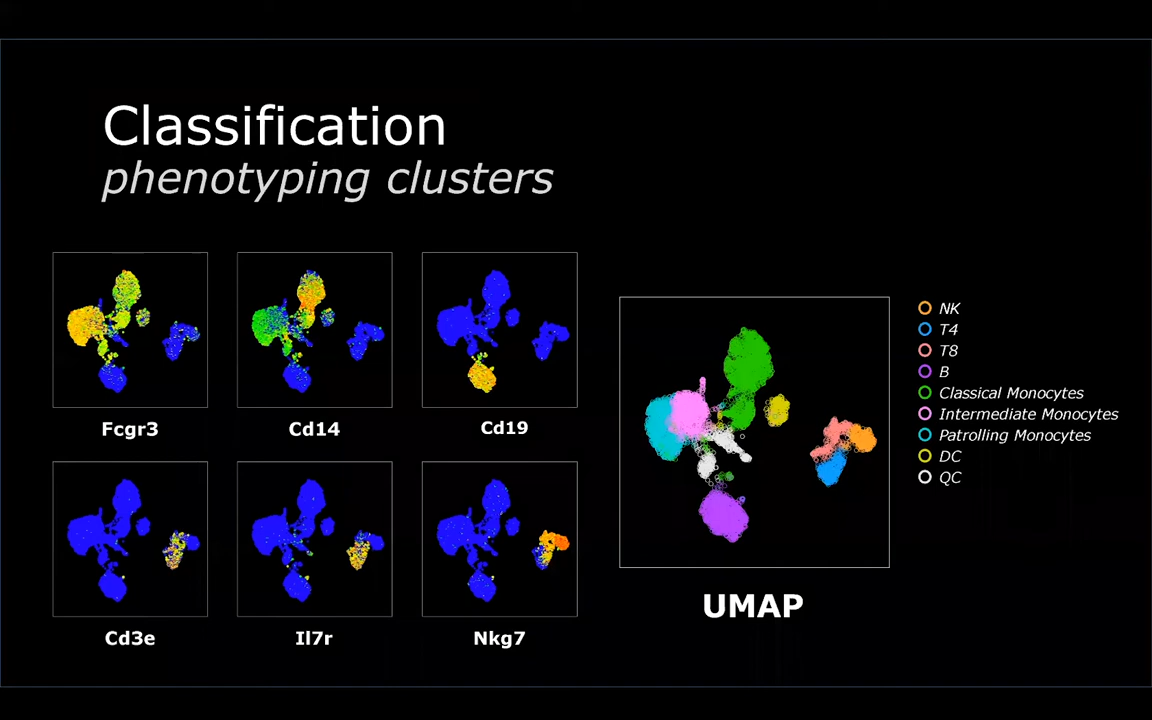 Classification
phenotyping clusters
Fcgr3
Cd14
Cd19
Cd3e
Il7r
Nkg7
UMAP
NK
T4
T8
B
Classical Monocytes
Intermediate Monocytes
Patrolling Monocytes
DC
QC